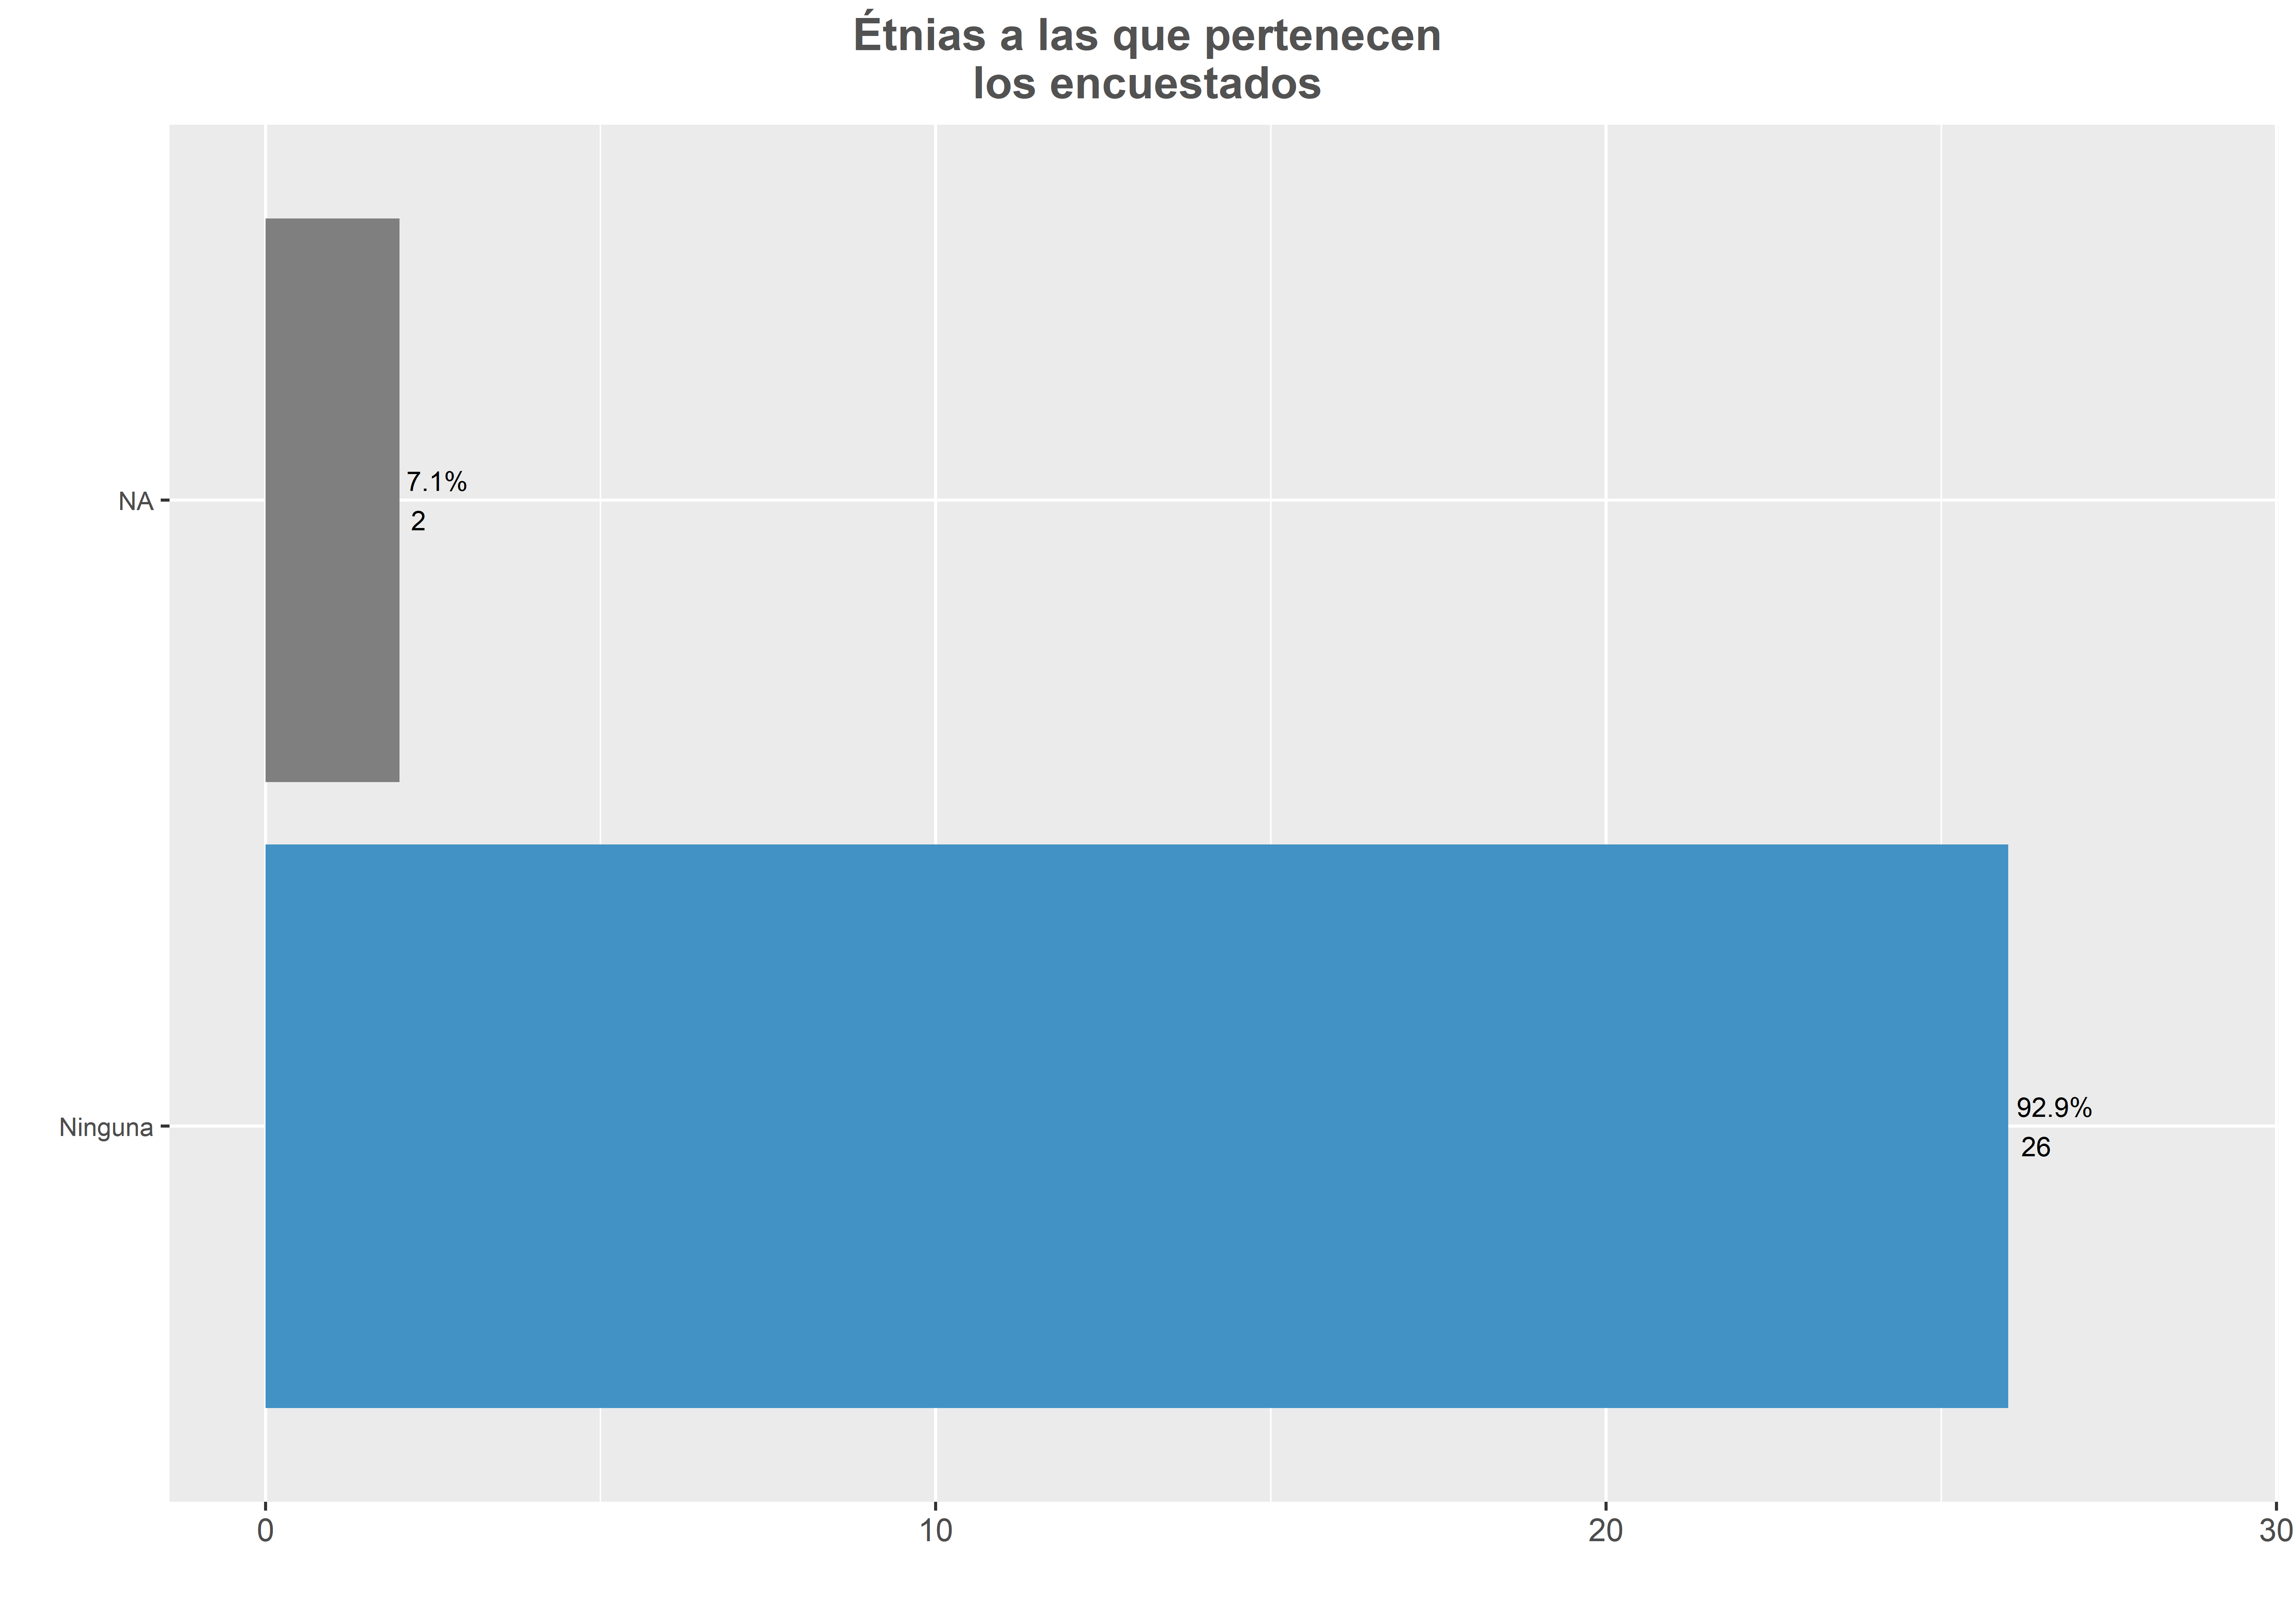 Étnias a las que pertenecen
los encuestados
NA
7.1%
2
Ninguna
92.9%
26
0
10
20
30